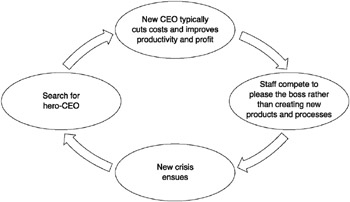 New CEO typically
cuts costs and improves
productivity and profit
Search for
hero-CEO
Staff compete to
please the boss rather
than creating new
products and processes
New crisis
ensues